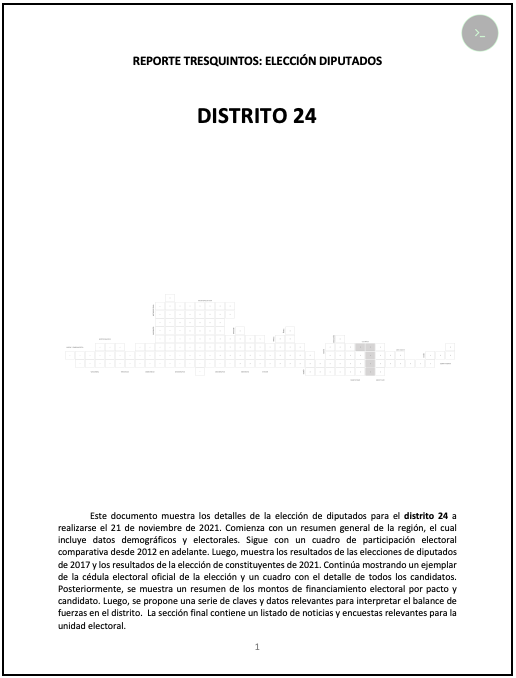 >_
REPORTE TRESQUINTOS: ELECCIÓN DIPUTADOS
DISTRITO 24
Este documento muestra los detalles de la elección de diputados para el distrito 24 a
realizarse el 21 de noviembre de 2021. Comienza con un resumen general de la región, el cual
incluye datos demográficos y electorales. Sigue con un cuadro de participación electoral
comparativa desde 2012 en adelante. Luego, muestra los resultados de las elecciones de diputados
de 2017 y los resultados de la elección de constituyentes de 2021. Continúa mostrando un ejemplar
de la cédula electoral oficial de la elección y un cuadro con el detalle de todos los candidatos.
Posteriormente, se muestra un resumen de los montos de financiamiento electoral por pacto y
candidato. Luego, se propone una serie de claves y datos relevantes para interpretar el balance de
fuerzas en el distrito. La sección final contiene un listado de noticias y encuestas relevantes para la
unidad electoral.
1